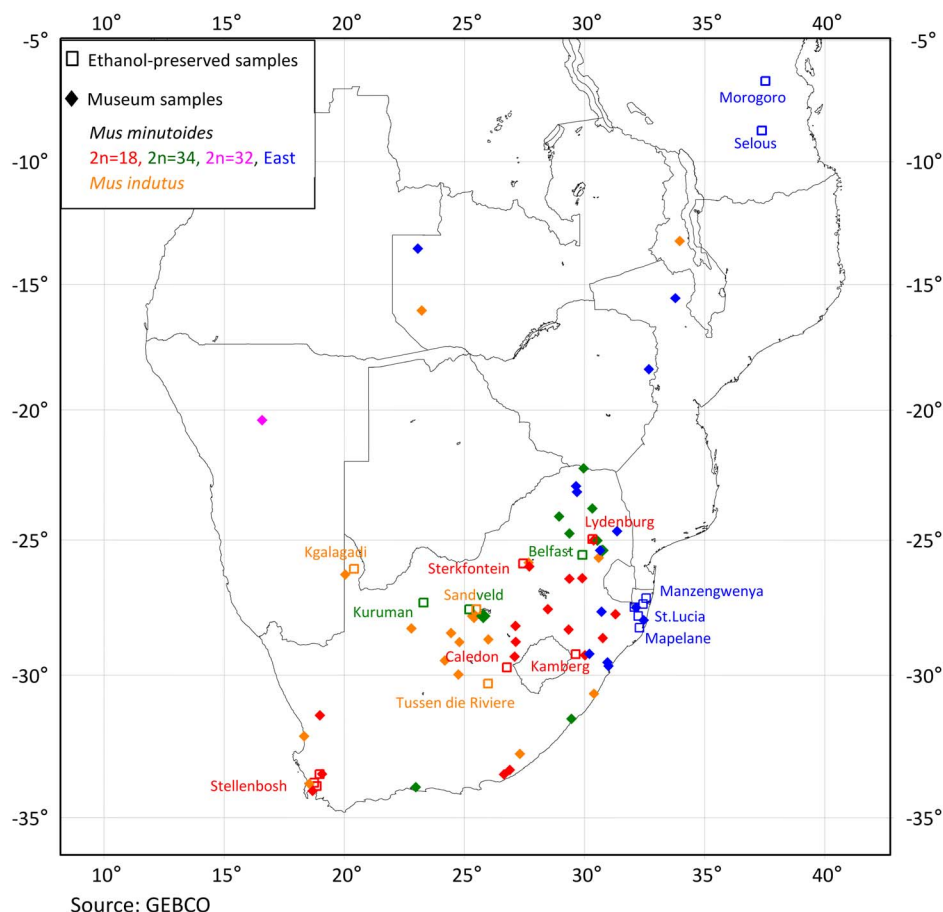 10° 15° 20° 25° 30° 35° 40°
-5° -5°
Ethanol-preserved samples
Museum samples
Mus minutoides
2n=18, 2n=34, 2n=32, East
Mus indutus
Morogoro
Selous
-10° -10°
-15° -15°
-20° -20°
Lydenburg
-25° -25°
Kgalagadi
Belfast
Sterkfontein
Manzengwenya
Sandveld
Kuruman
St.Lucia
Mapelane
Caledon
Kamberg
-30° -30°
Tussen die Riviere
Stellenbosh
-35° -35°
10° 15° 20° 25° 30° 35° 40°
Source: GEBCO